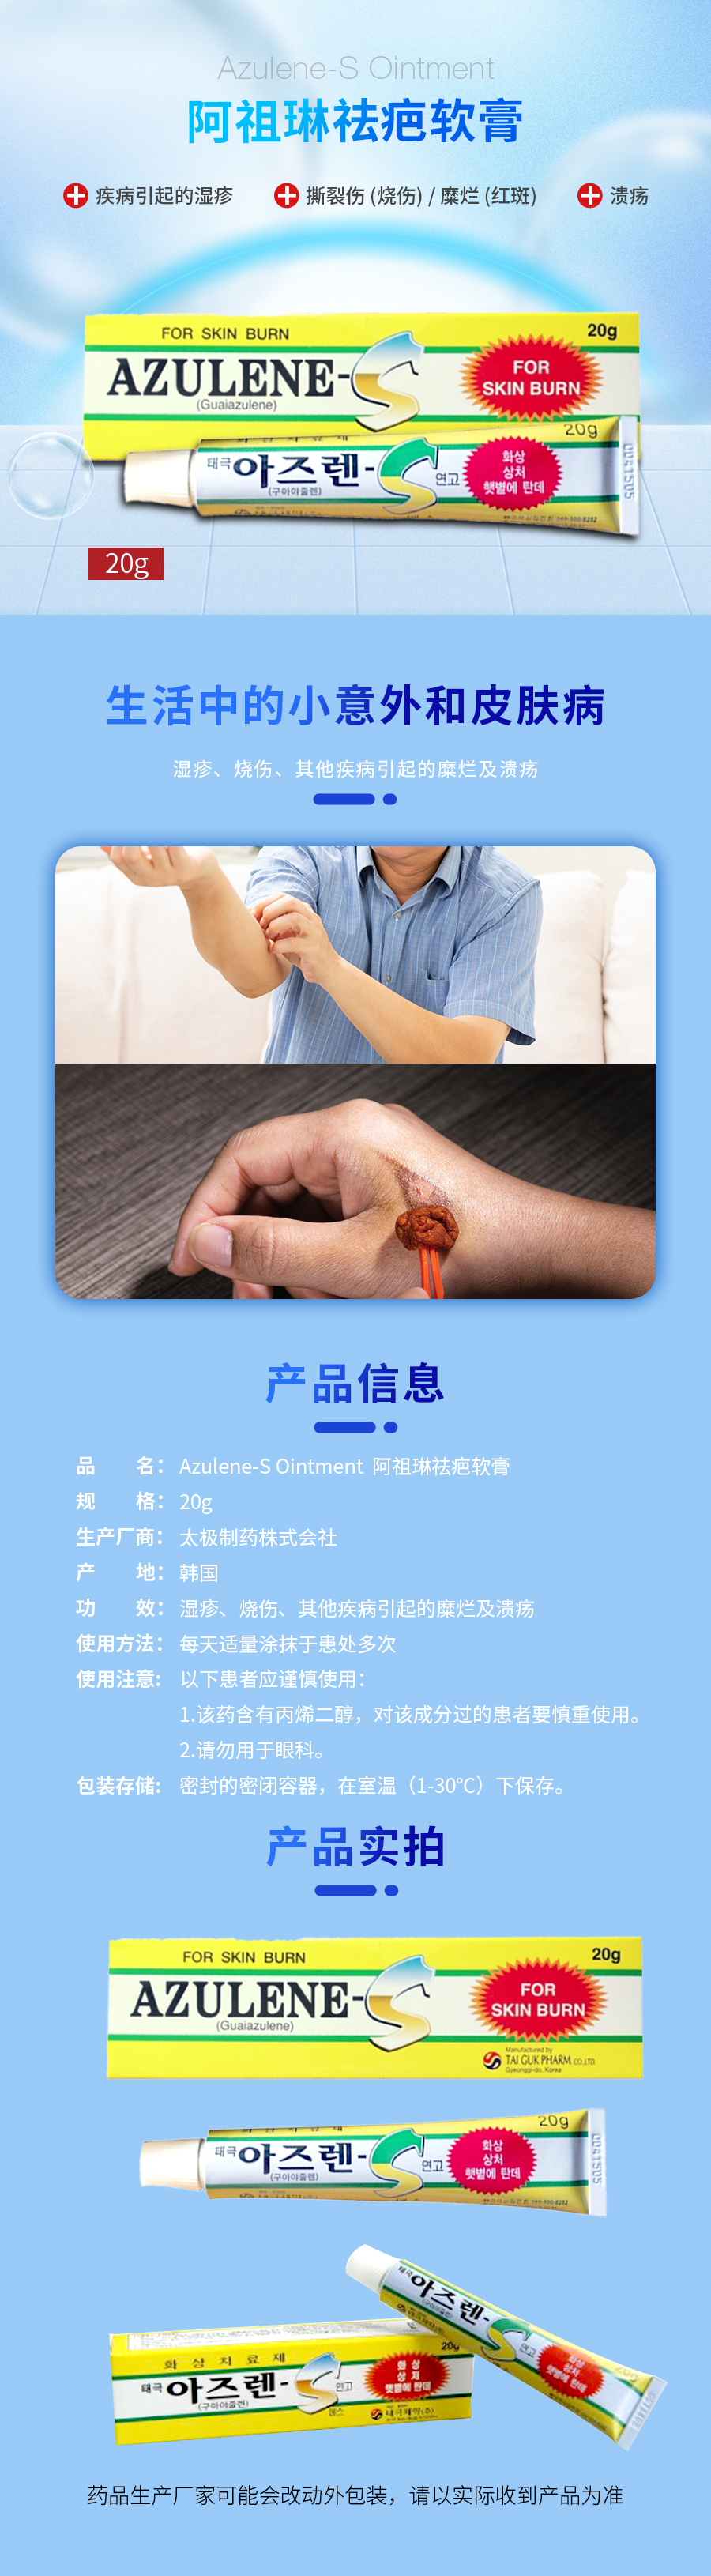 Azulene-S Ointment
阿祖琳祛疤软膏
疾病引起的湿疹 撕裂伤 (烧伤) / 糜烂 (红斑) 溃疡
FOR SKIN BURN
20g
AZULENE-S
(Guaiazulene)
FOR
SKIN BURN
20g
태극 아즈렌-S 연고
(구아야줄렌)
화상
상처
햇볕에 탄데
20g
生活中的小意外和皮肤病
湿疹、烧伤、其他疾病引起的糜烂及溃疡
产品信息
品 名： Azulene-S Ointment 阿祖琳祛疤软膏
规 格： 20g
生产厂商： 太极制药株式会社
产 地： 韩国
功 效： 湿疹、烧伤、其他疾病引起的糜烂及溃疡
使用方法： 每天适量涂抹于患处多次
使用注意: 以下患者应谨慎使用：
1.该药含有丙烯二醇，对该成分过的患者要慎重使用。
2.请勿用于眼科。
包装存储: 密封的密闭容器，在室温（1-30℃）下保存。
产品实拍
FOR SKIN BURN
20g
AZULENE-S
(Guaiazulene)
FOR
SKIN BURN
Manufactured by
TAI GUK PHARM. CO.,LTD.
Gyeonggi-do, Korea
20g
태극 아즈렌-S 연고
(구아야줄렌)
화상
상처
햇볕에 탄데
태극 아즈렌-S
(구아야줄렌)
20g
화상치료제
태극 아즈렌-S 연고
(구아야줄렌)
에스
화상
상처
햇볕에 탄데
태극제약(주)
药品生产厂家可能会改动外包装，请以实际收到产品为准